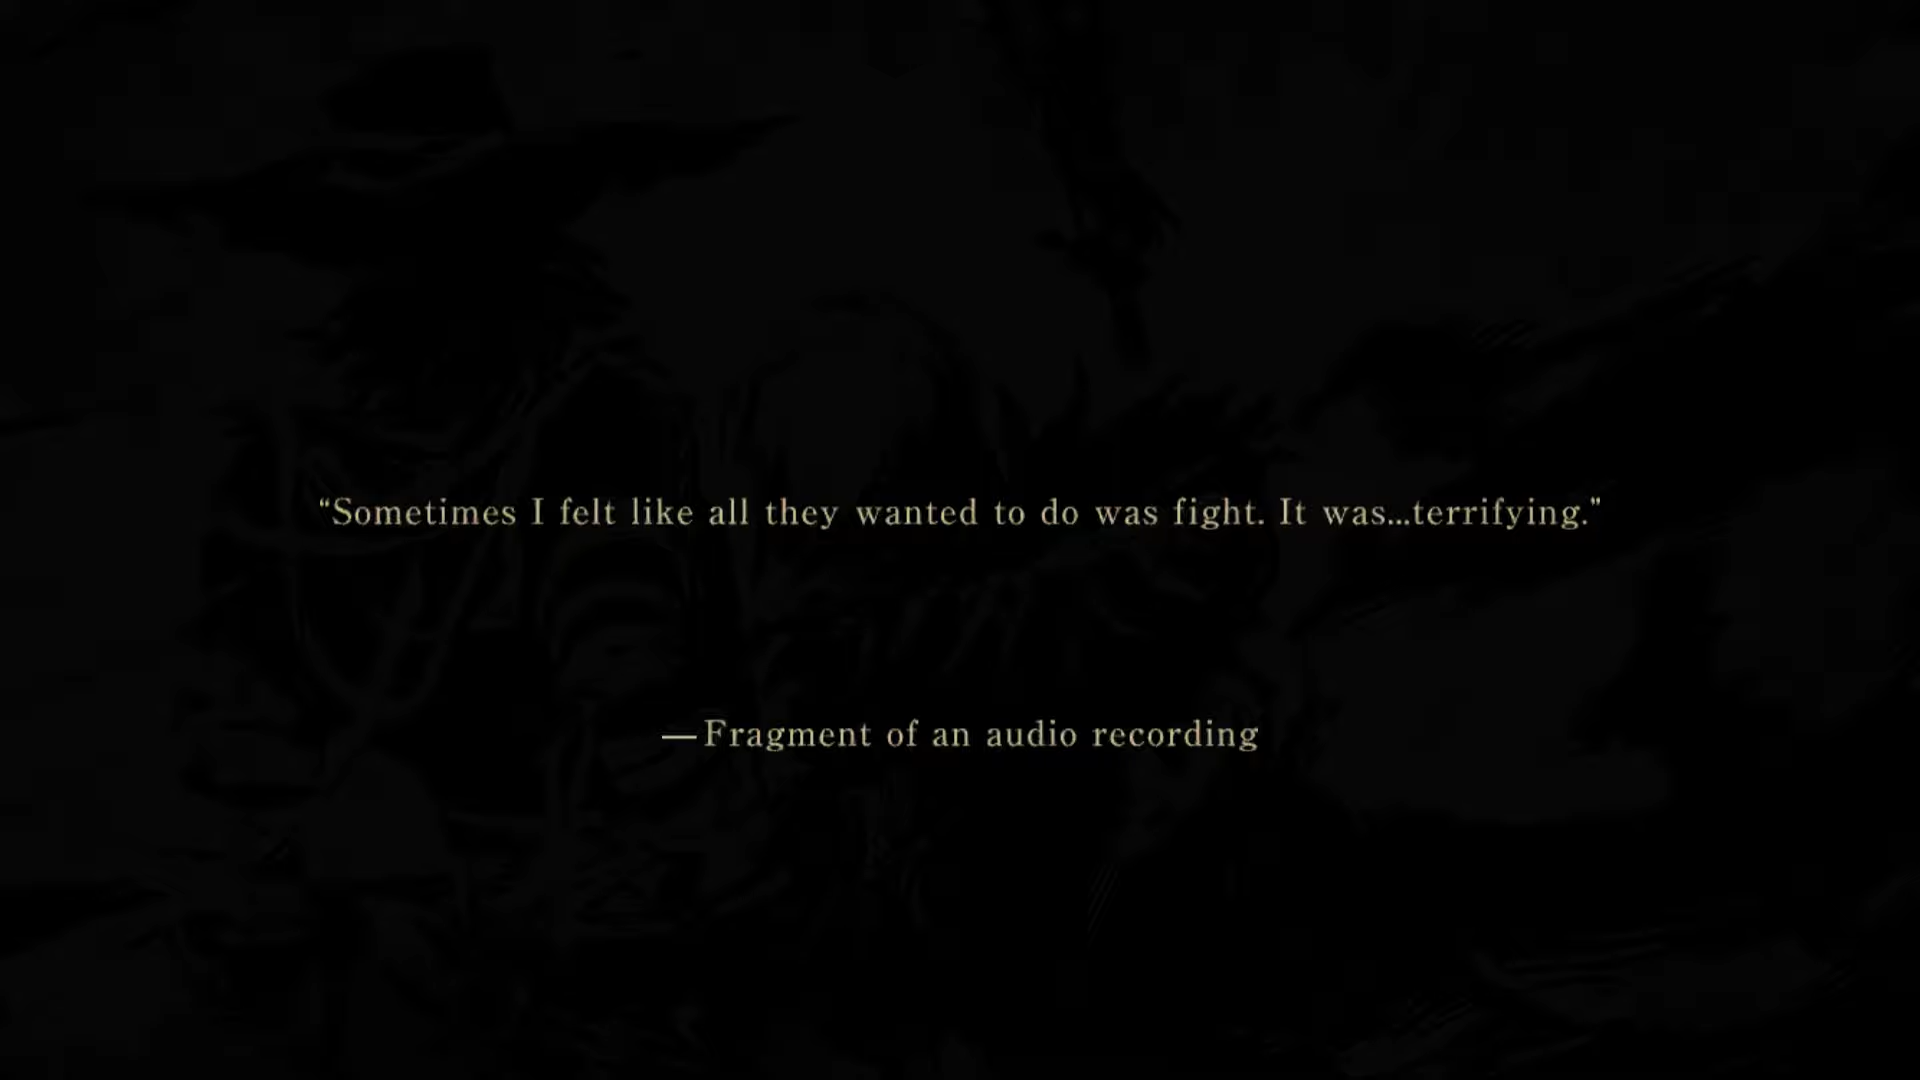 “Sometimes I felt like all they wanted to do was fight. It was...terrifying.”
—Fragment of an audio recording